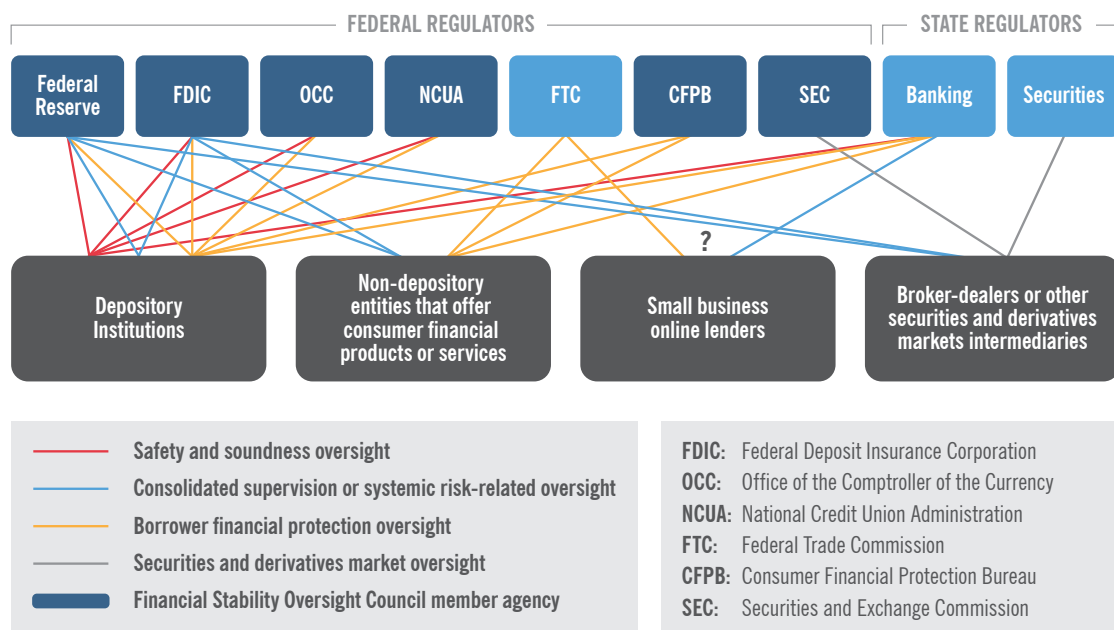 FEDERAL REGULATORS
STATE REGULATORS
Federal
Reserve
FDIC
OCC
NCUA
FTC
CFPB
SEC
Banking
Securities
?
Depository
Institutions
Non-depository
entities that offer
consumer financial
products or services
Small business
online lenders
Broker-dealers or other
securities and derivatives
markets intermediaries
Safety and soundness oversight
Consolidated supervision or systemic risk-related oversight
Borrower financial protection oversight
Securities and derivatives market oversight
Financial Stability Oversight Council member agency
FDIC: Federal Deposit Insurance Corporation
OCC: Office of the Comptroller of the Currency
NCUA: National Credit Union Administration
FTC: Federal Trade Commission
CFPB: Consumer Financial Protection Bureau
SEC: Securities and Exchange Commission